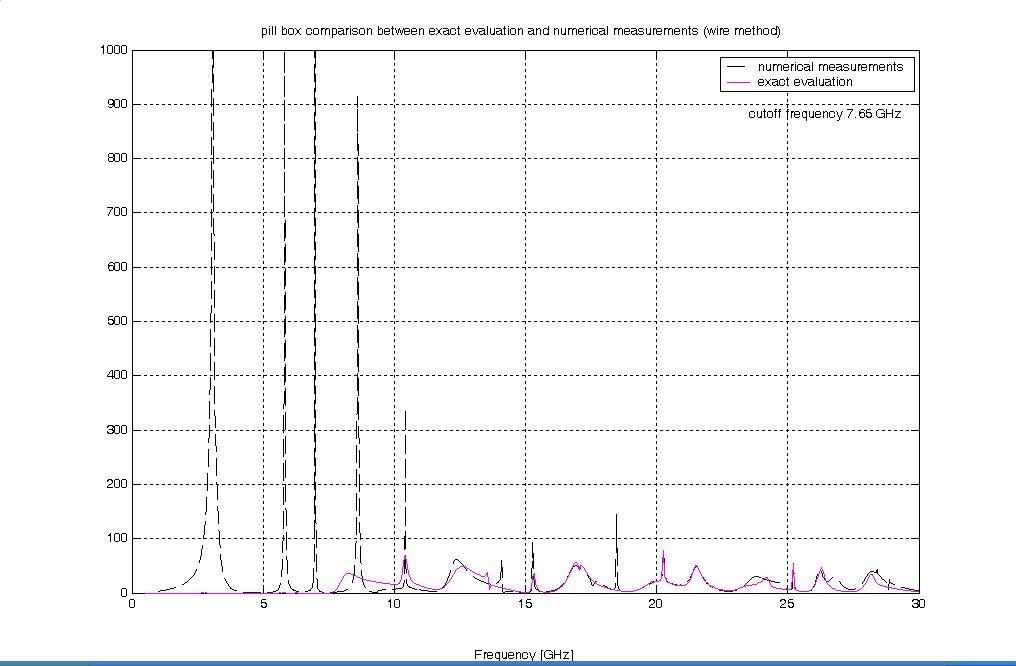 pill box comparison between exact evaluation and numerical measurements (wire method)
1000
900
800
700
600
500
400
300
200
100
0
numerical measurements
exact evaluation
cutoff frequency 7.65 GHz
0 5 10 15 20 25 30
Frequency [GHz]